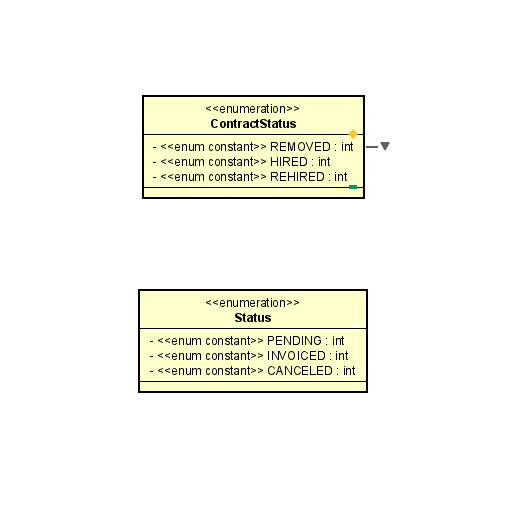 <<enumeration>>
ContractStatus
- <<enum constant>> REMOVED : int
- <<enum constant>> HIRED : int
- <<enum constant>> REHIRED : int
<<enumeration>>
Status
- <<enum constant>> PENDING : int
- <<enum constant>> INVOICED : int
- <<enum constant>> CANCELED : int